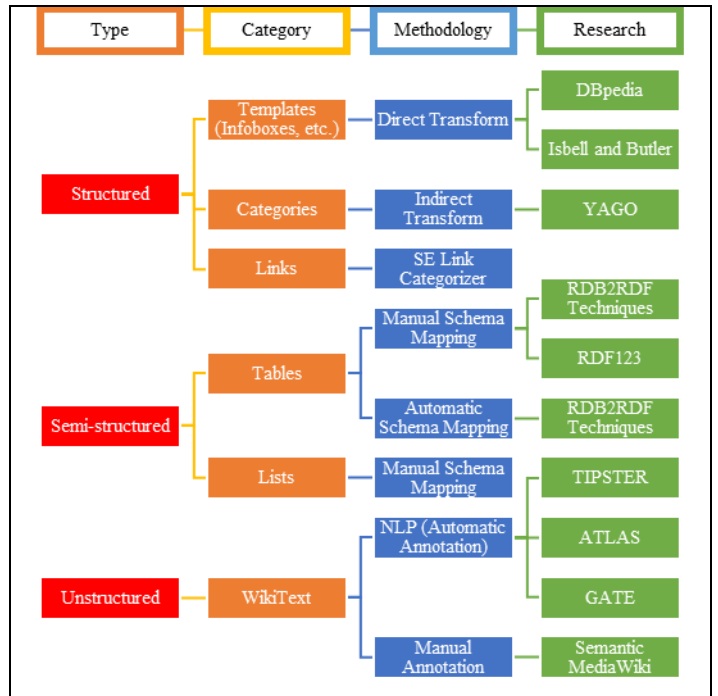 Type
Category
Methodology
Research
Structured
Templates
(Infoboxes, etc.)
Direct Transform
DBpedia
Isbell and Butler
Categories
Indirect
Transform
YAGO
Links
SE Link
Categorizer
Semi-structured
Tables
Manual Schema
Mapping
RDB2RDF
Techniques
RDF123
Automatic
Schema Mapping
RDB2RDF
Techniques
Lists
Manual Schema
Mapping
Unstructured
WikiText
NLP (Automatic
Annotation)
TIPSTER
ATLAS
GATE
Manual
Annotation
Semantic
MediaWiki